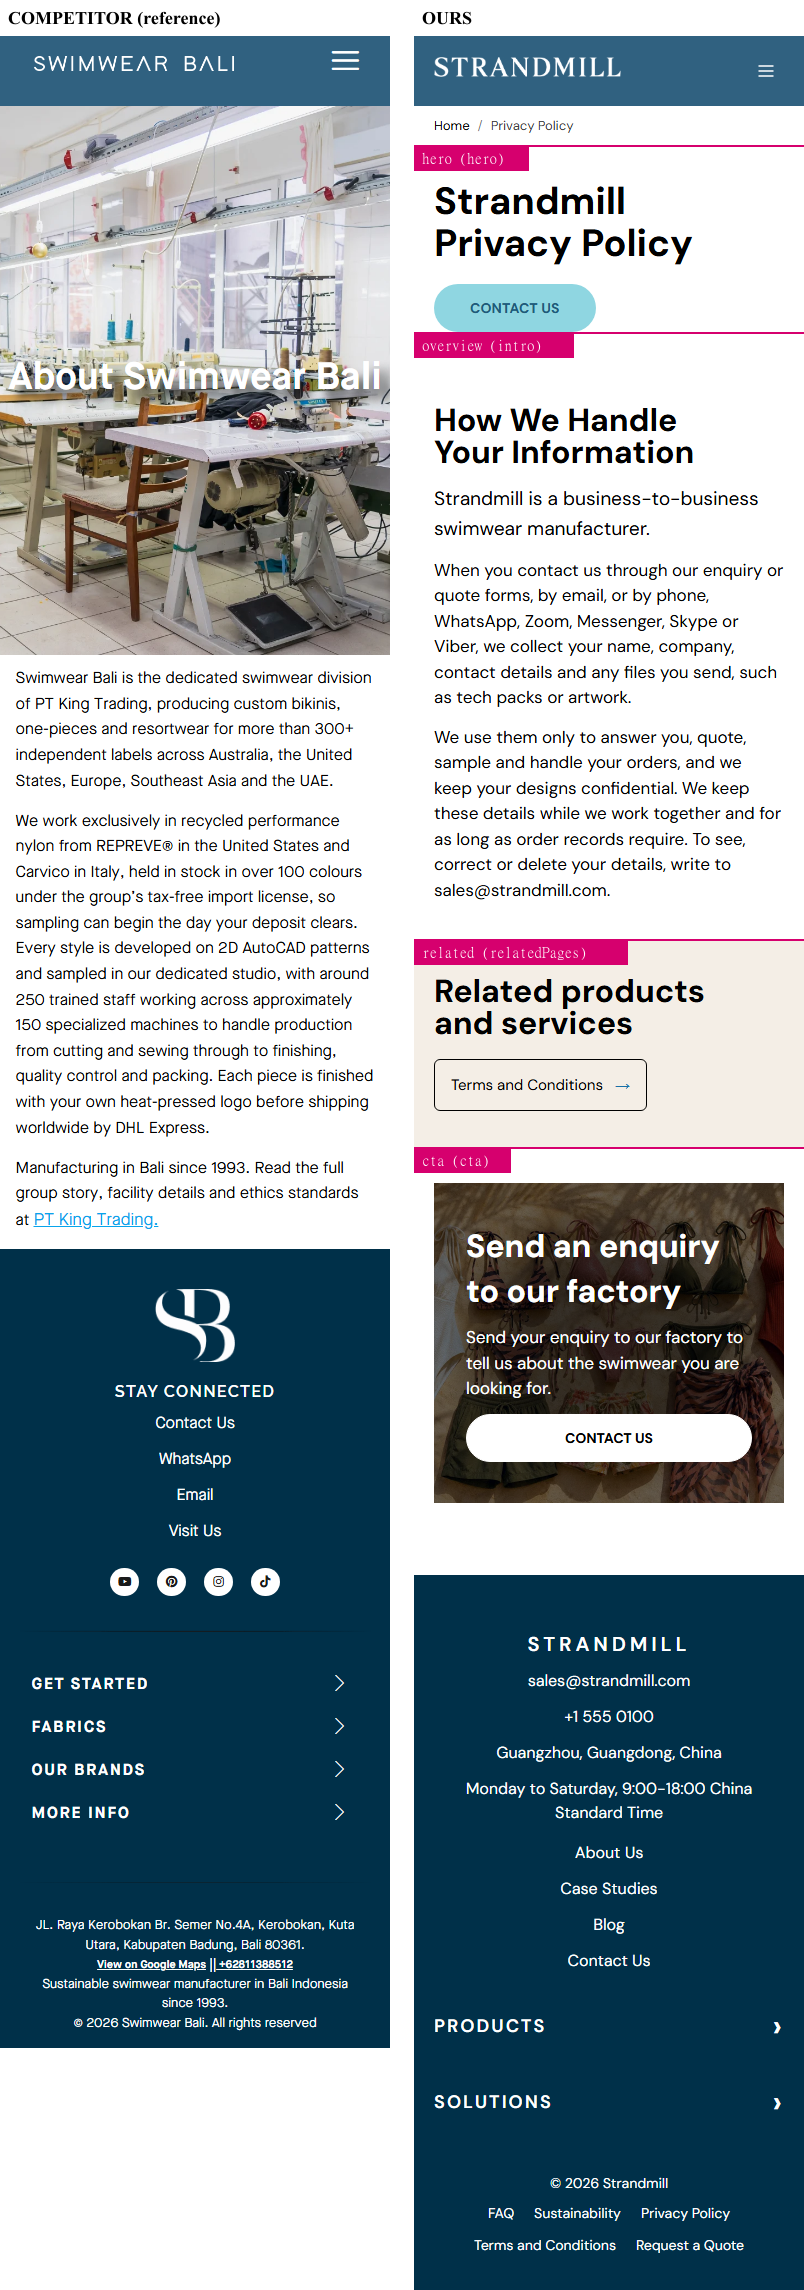 COMPETITOR (reference)
SWIMWEAR BALI
About Swimwear Bali
Swimwear Bali is the dedicated swimwear division
of PT King Trading, producing custom bikinis,
one-pieces and resortwear for more than 300+
independent labels across Australia, the United
States, Europe, Southeast Asia and the UAE.
We work exclusively in recycled performance
nylon from REPREVE® in the United States and
Carvico in Italy, held in stock in over 100 colours
under the group's tax-free import license, so
sampling can begin the day your deposit clears.
Every style is developed on 2D AutoCAD patterns
and sampled in our dedicated studio, with around
250 trained staff working across approximately
150 specialized machines to handle production
from cutting and sewing through to finishing,
quality control and packing. Each piece is finished
with your own heat-pressed logo before shipping
worldwide by DHL Express.
Manufacturing in Bali since 1993. Read the full
group story, facility details and ethics standards
at PT King Trading.
SB
STAY CONNECTED
Contact Us
WhatsApp
Email
Visit Us
GET STARTED
FABRICS
OUR BRANDS
MORE INFO
JL. Raya Kerobokan Br. Semer No.4A, Kerobokan, Kuta
Utara, Kabupaten Badung, Bali 80361.
View on Google Maps || +62811388512
Sustainable swimwear manufacturer in Bali Indonesia
since 1993.
© 2026 Swimwear Bali. All rights reserved
OURS
STRANDMILL
Home / Privacy Policy
hero (hero)
Strandmill
Privacy Policy
CONTACT US
overview (intro)
How We Handle
Your Information
Strandmill is a business-to-business
swimwear manufacturer.
When you contact us through our enquiry or
quote forms, by email, or by phone,
WhatsApp, Zoom, Messenger, Skype or
Viber, we collect your name, company,
contact details and any files you send, such
as tech packs or artwork.
We use them only to answer you, quote,
sample and handle your orders, and we
keep your designs confidential. We keep
these details while we work together and for
as long as order records require. To see,
correct or delete your details, write to
sales@strandmill.com.
related (relatedPages)
Related products
and services
Terms and Conditions →
cta (cta)
Send an enquiry
to our factory
Send your enquiry to our factory to
tell us about the swimwear you are
looking for.
CONTACT US
STRANDMILL
sales@strandmill.com
+1 555 0100
Guangzhou, Guangdong, China
Monday to Saturday, 9:00-18:00 China
Standard Time
About Us
Case Studies
Blog
Contact Us
PRODUCTS
SOLUTIONS
© 2026 Strandmill
FAQ Sustainability Privacy Policy
Terms and Conditions Request a Quote